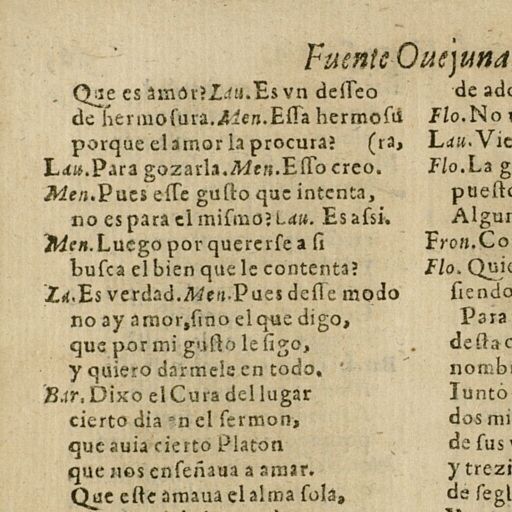 Fuente Ouejuna
Que es amor? Lau. Es vn desseo
de hermosura. Men. Essa hermosu
porque el amor la procura? (ra,
Lau. Para gozarla. Men. Esso creo.
Men. Pues esse gusto que intenta,
no es para el mismo? Lau. Es assi.
Men. Luego por quererse a si
busca el bien que le contenta?
La. Es verdad. Men. Pues desse modo
no ay amor, sino el que digo,
que por mi gusto le sigo,
y quiero darmele en todo.
Bar. Dixo el Cura del lugar
cierto dia en el sermon,
que auia cierto Platon
que nos enseñaua a amar.
Que este amaua el alma sola,
de ado
Flo. No
Lau. Vie
Flo. La g
puesto
Algun
Fron. Co
Flo. Quie
siendo
Para
desta c
nombr
Iunto
dos mi
de sus
y trezi
de segl